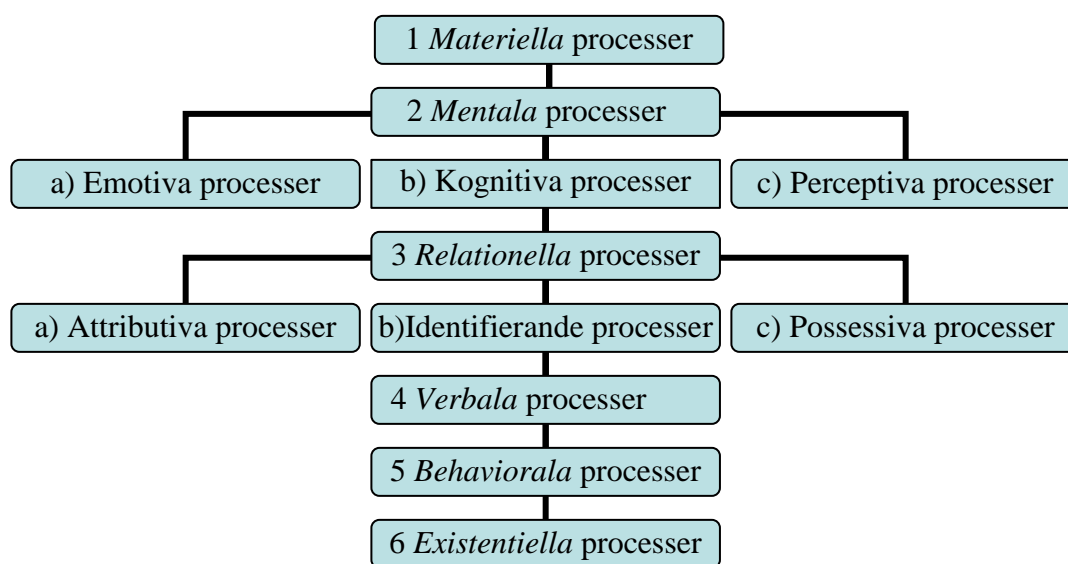 1 Materiella processer
2 Mentala processer
a) Emotiva processer
b) Kognitiva processer
c) Perceptiva processer
3 Relationella processer
a) Attributiva processer
b)Identifierande processer
c) Possessiva processer
4 Verbala processer
5 Behaviorala processer
6 Existentiella processer